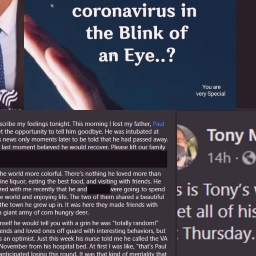 coronavirus in
the Blink of
an Eye..?
You are
very Special
scribe my feelings tonight. This morning I lost my father, Paul
et the opportunity to tell him goodbye. He was intubated at
s news only moments later to be told that he had passed away.
last moment believed he would recover. Please lift our family
he world more colorful. There's nothing he loved more than
ine liquor, eating the best food, and visiting with friends. He
red with me recently that he and were going to spend
e world and enjoying life. The two of them shared a beautiful
the town he grew up in. It was here they made friends with
n giant army of corn hungry deer.
mself he would tell you with a grin he was "totally random!"
ends and loved ones off guard with interesting behaviors, but
s an optimist. Just this week his nurse told me he called the VA
November from his hospital bed. At first I was like, "that's Pau
anticipated losing this round. It was that kind of mentality that
Tony M
14h ·
s is Tony's
et all of his
Thursday.